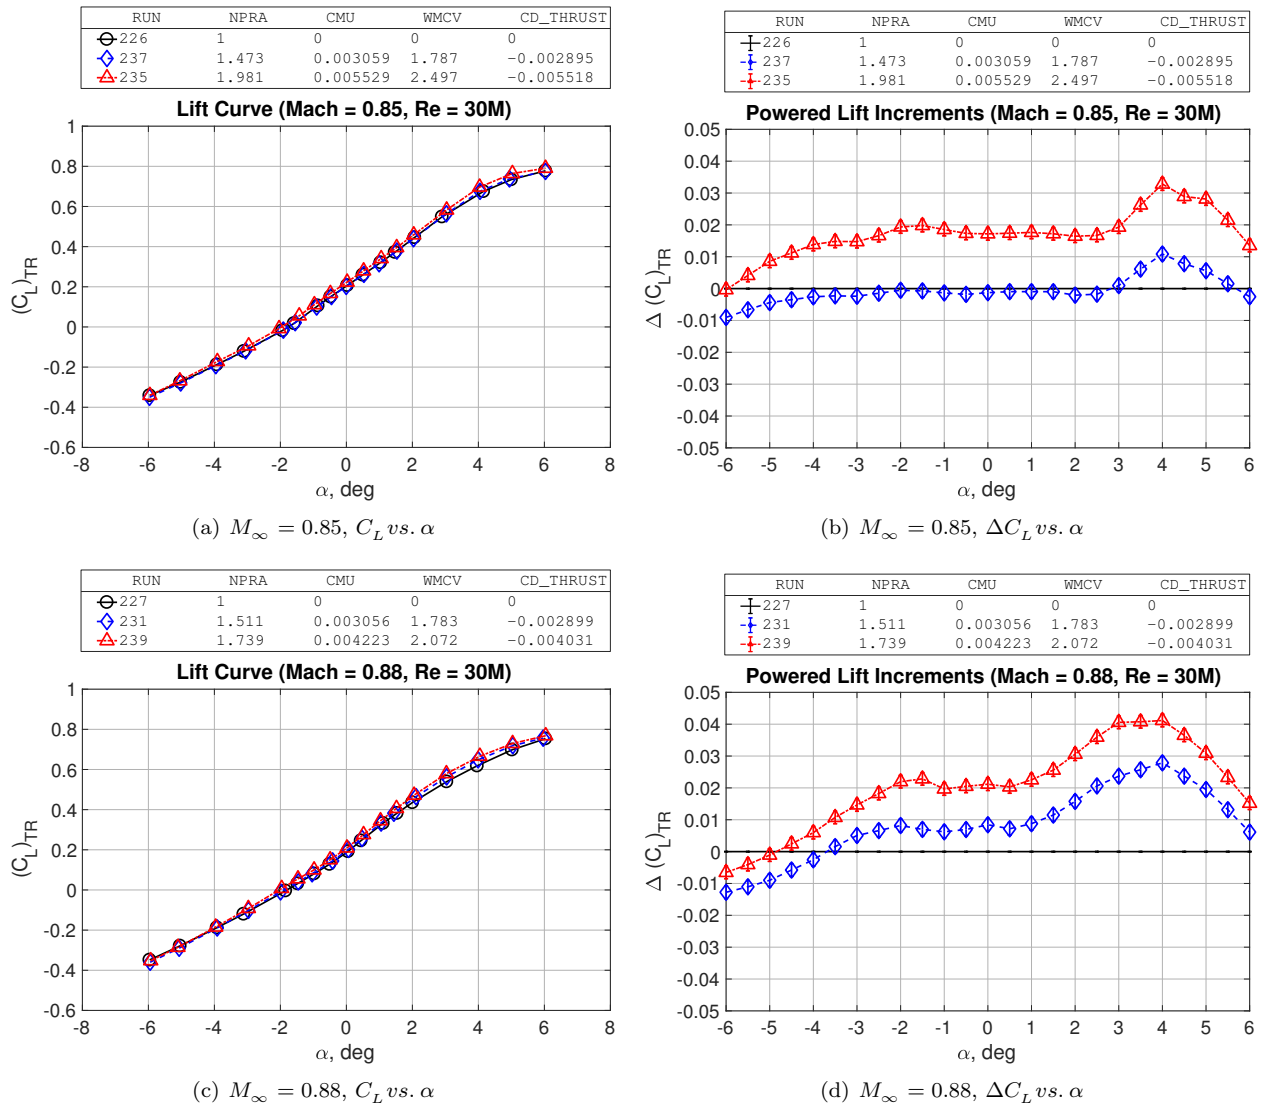 RUN NPRA CMU WMCV CD_THRUST
226 1 0 0 0
237 1.473 0.003059 1.787 -0.002895
235 1.981 0.005529 2.497 -0.005518
Lift Curve (Mach = 0.85, Re = 30M)
1
0.8
0.6
0.4
0.2
0
-0.2
-0.4
-0.6
(C_L)_TR
-8 -6 -4 -2 0 2 4 6 8
α, deg
(a) M∞ = 0.85, C_L vs. α
RUN NPRA CMU WMCV CD_THRUST
226 1 0 0 0
237 1.473 0.003059 1.787 -0.002895
235 1.981 0.005529 2.497 -0.005518
Powered Lift Increments (Mach = 0.85, Re = 30M)
0.05
0.04
0.03
0.02
0.01
0
-0.01
-0.02
-0.03
-0.04
-0.05
Δ (C_L)_TR
-6 -5 -4 -3 -2 -1 0 1 2 3 4 5 6
α, deg
(b) M∞ = 0.85, ΔC_L vs. α
RUN NPRA CMU WMCV CD_THRUST
227 1 0 0 0
231 1.511 0.003056 1.783 -0.002899
239 1.739 0.004223 2.072 -0.004031
Lift Curve (Mach = 0.88, Re = 30M)
1
0.8
0.6
0.4
0.2
0
-0.2
-0.4
-0.6
(C_L)_TR
-8 -6 -4 -2 0 2 4 6 8
α, deg
(c) M∞ = 0.88, C_L vs. α
RUN NPRA CMU WMCV CD_THRUST
227 1 0 0 0
231 1.511 0.003056 1.783 -0.002899
239 1.739 0.004223 2.072 -0.004031
Powered Lift Increments (Mach = 0.88, Re = 30M)
0.05
0.04
0.03
0.02
0.01
0
-0.01
-0.02
-0.03
-0.04
-0.05
Δ (C_L)_TR
-6 -5 -4 -3 -2 -1 0 1 2 3 4 5 6
α, deg
(d) M∞ = 0.88, ΔC_L vs. α